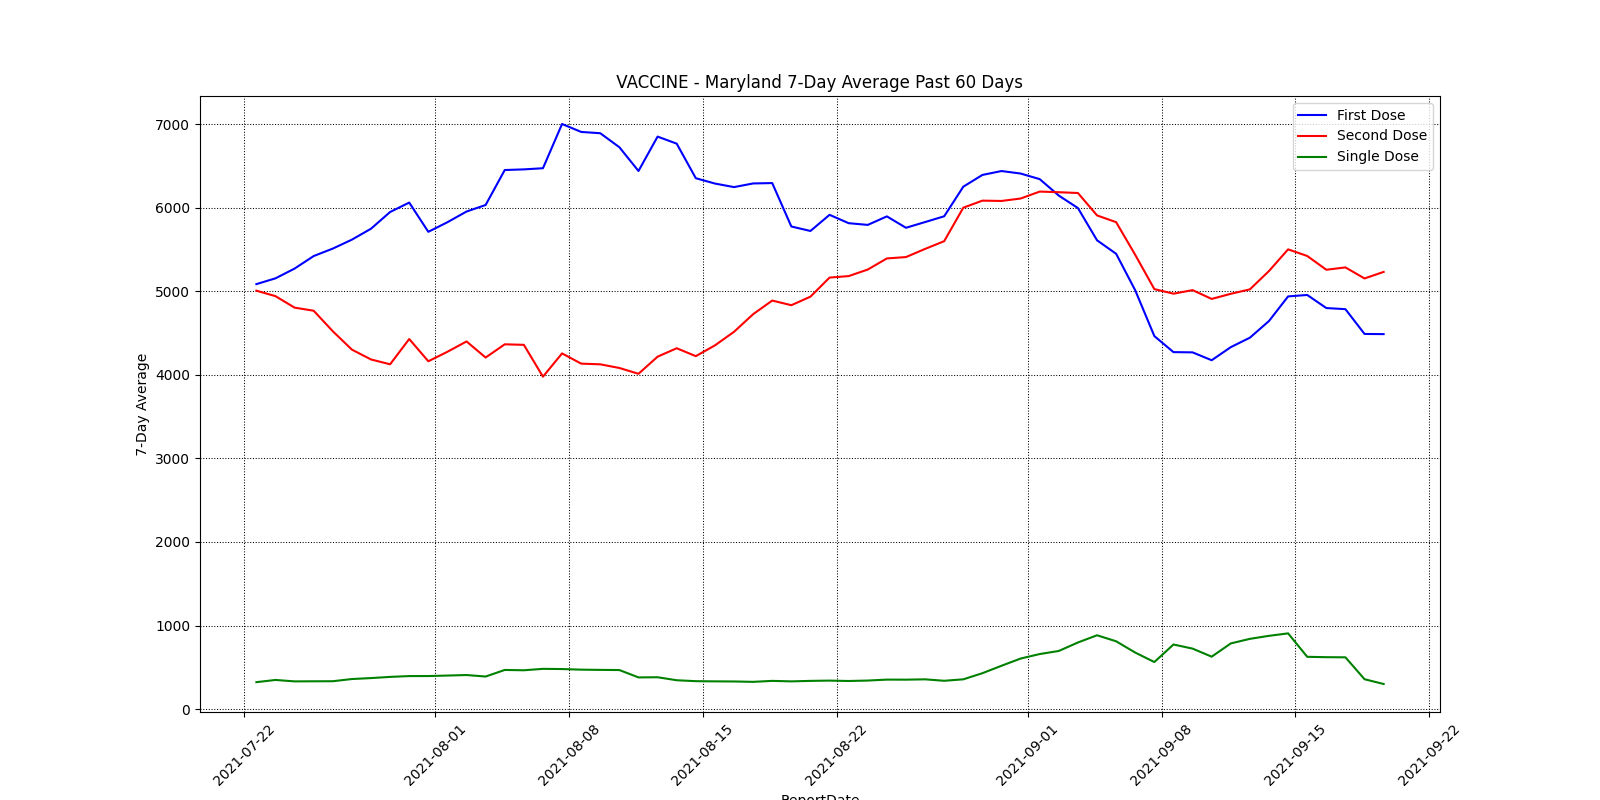 VACCINE - Maryland 7-Day Average Past 60 Days
First Dose
Second Dose
Single Dose
7-Day Average
7000
6000
5000
4000
3000
2000
1000
0
2021-07-22
2021-08-01
2021-08-08
2021-08-15
2021-08-22
2021-09-01
2021-09-08
2021-09-15
2021-09-22
ReportDate